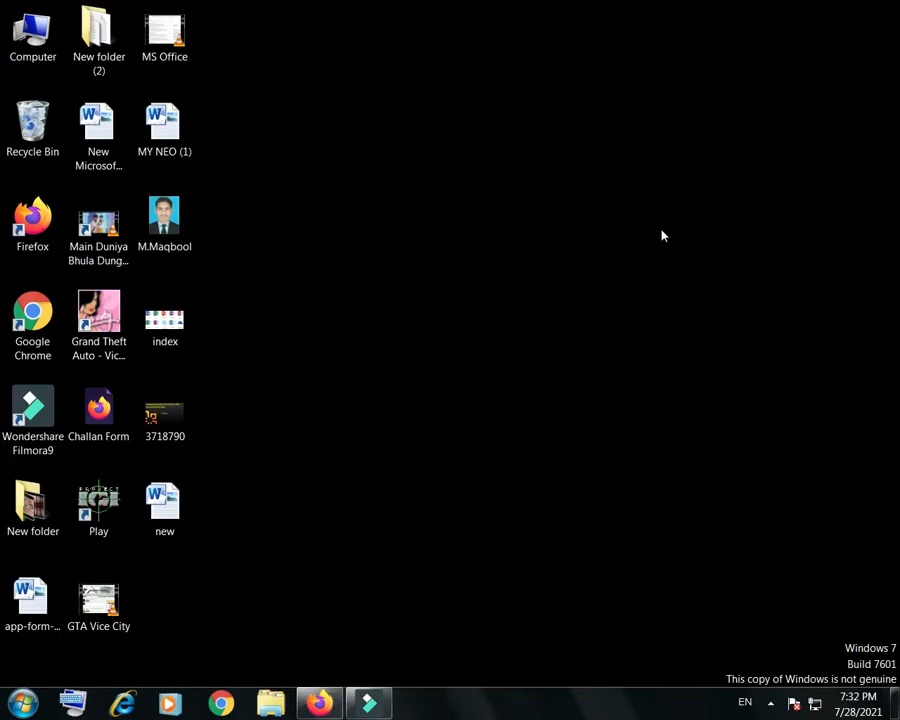 Computer
New folder
(2)
MS Office
Recycle Bin
New
Microsof...
MY NEO (1)
Firefox
Main Duniya
Bhula Dung...
M.Maqbool
Google
Chrome
Grand Theft
Auto - Vic...
index
Wondershare
Filmora9
Challan Form
3718790
New folder
PROJECT
Play
new
app-form-...
GTA Vice City
Windows 7
Build 7601
This copy of Windows is not genuine
EN
7:32 PM
7/28/2021